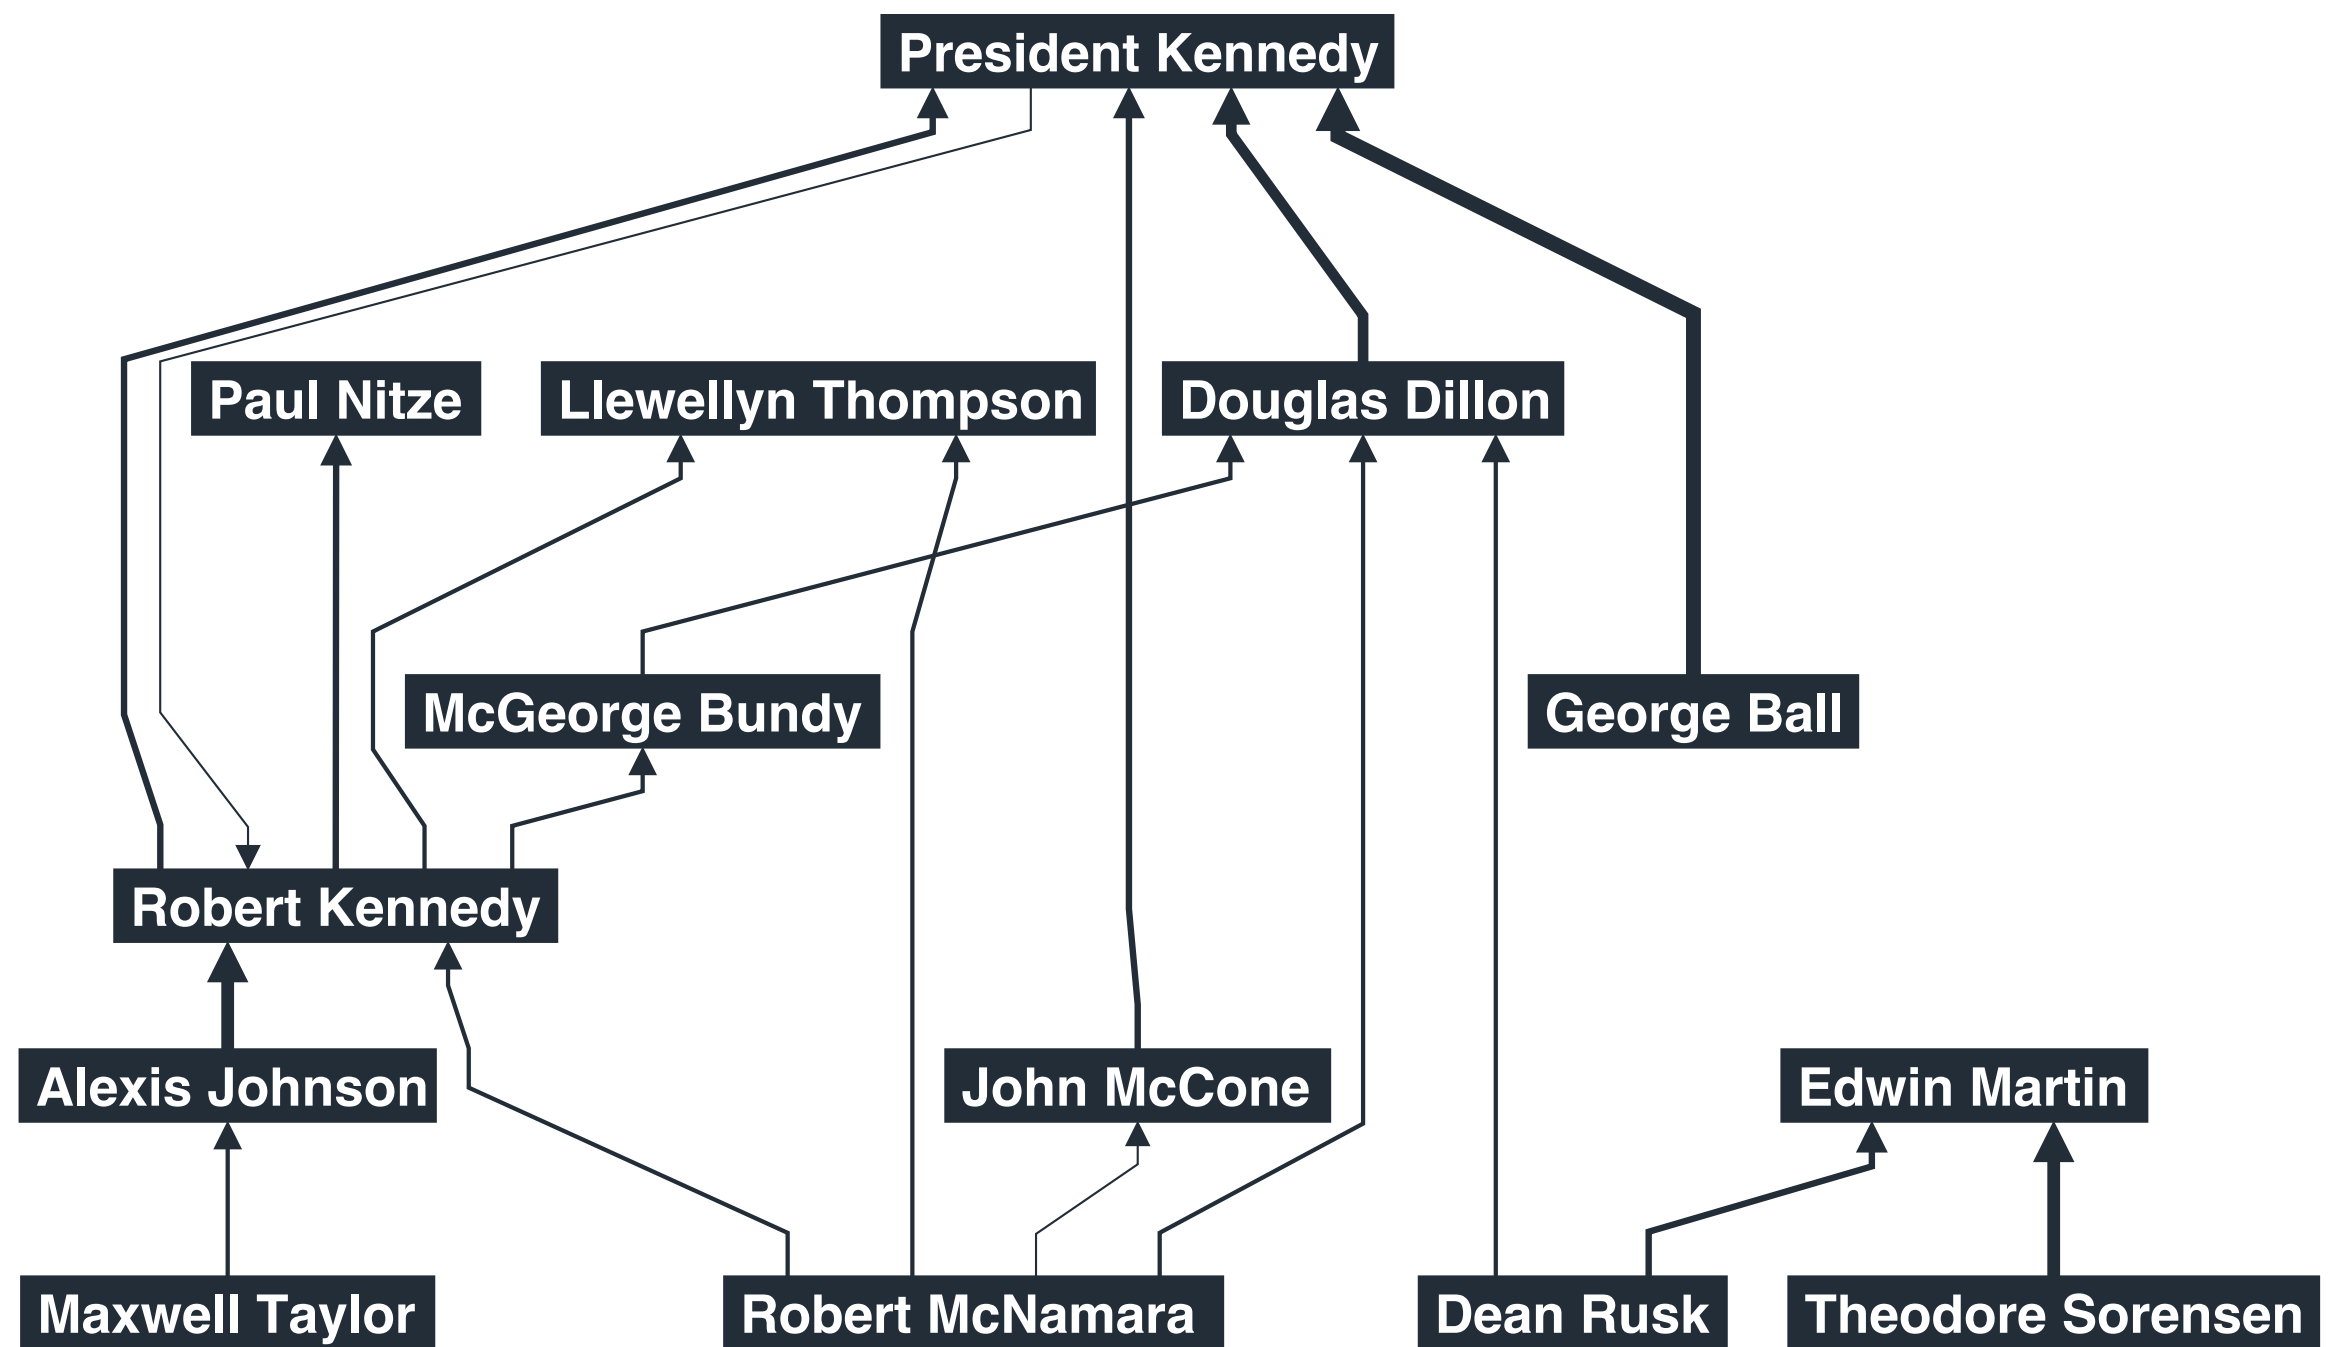 President Kennedy
Paul Nitze
Llewellyn Thompson
Douglas Dillon
McGeorge Bundy
George Ball
Robert Kennedy
Alexis Johnson
John McCone
Edwin Martin
Maxwell Taylor
Robert McNamara
Dean Rusk
Theodore Sorensen